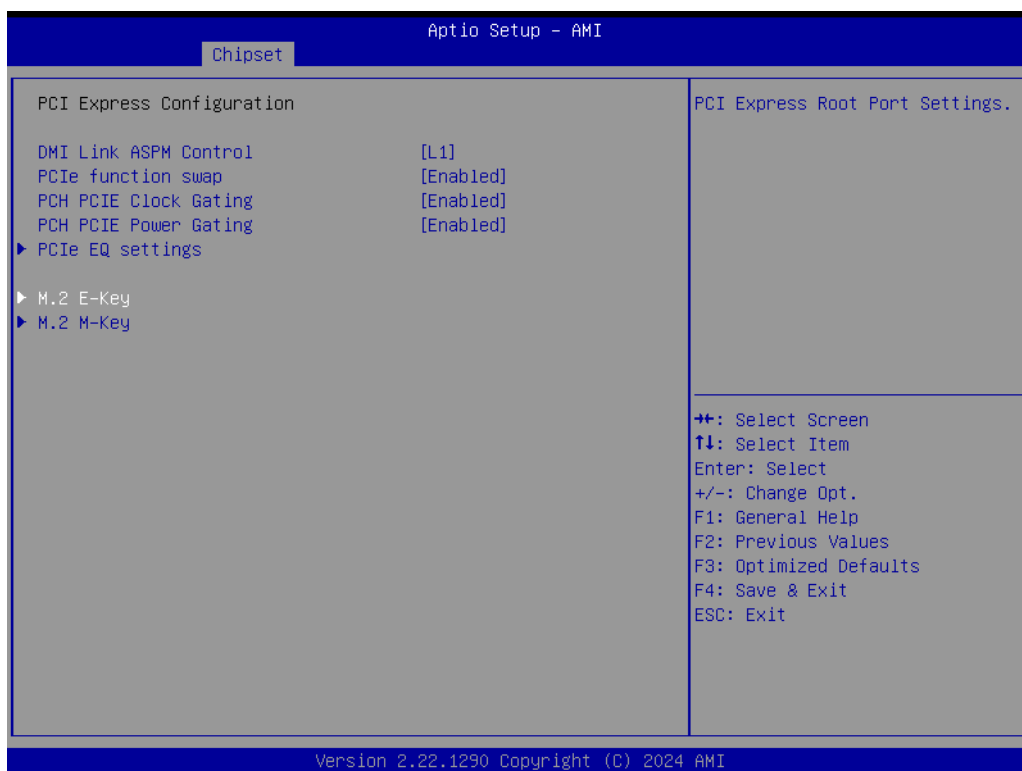 Aptio Setup – AMI
Chipset
PCI Express Configuration
DMI Link ASPM Control [L1]
PCIe function swap [Enabled]
PCH PCIE Clock Gating [Enabled]
PCH PCIE Power Gating [Enabled]
PCIe EQ settings
M.2 E-Key
M.2 M-Key
PCI Express Root Port Settings.
→←: Select Screen
↑↓: Select Item
Enter: Select
+/-: Change Opt.
F1: General Help
F2: Previous Values
F3: Optimized Defaults
F4: Save & Exit
ESC: Exit
Version 2.22.1290 Copyright (C) 2024 AMI